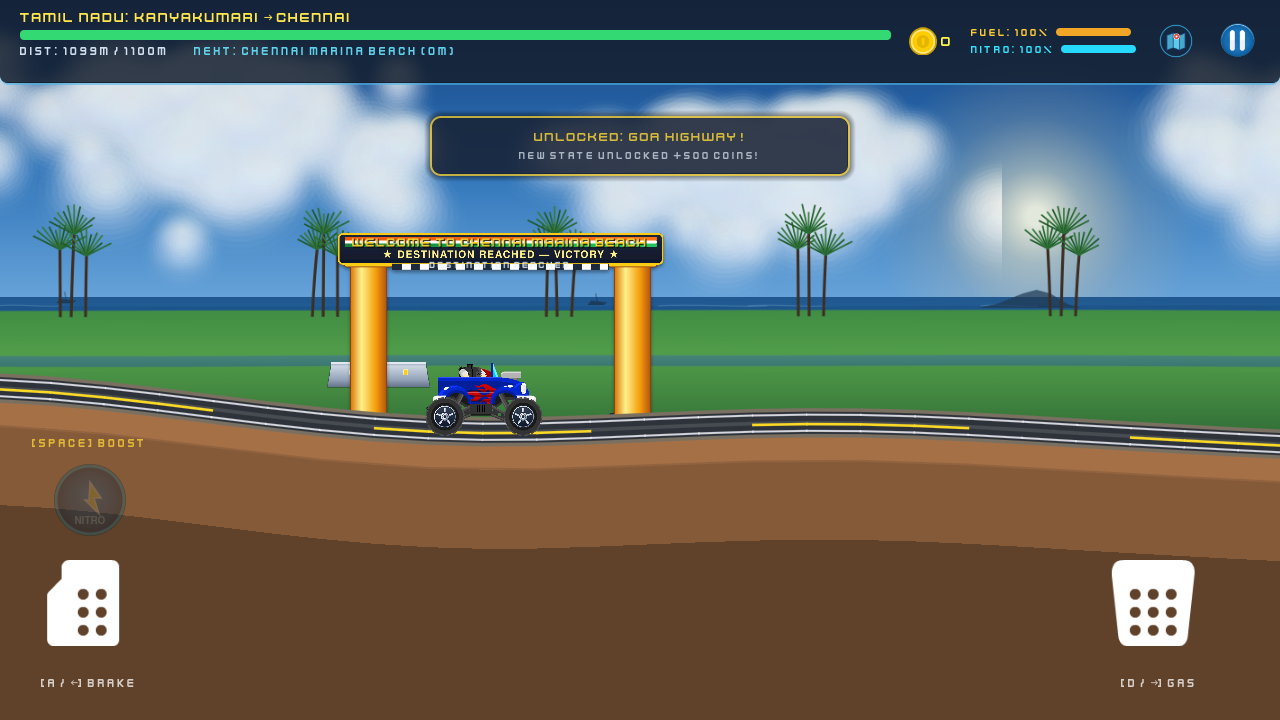 TAMIL NADU: KANYAKUMARI → CHENNAI
DIST: 1099M / 1100M
NEXT: CHENNAI MARINA BEACH (0M)
0
FUEL: 100%
NITRO: 100%
UNLOCKED: GOA HIGHWAY !
NEW STATE UNLOCKED +500 COINS!
WELCOME TO CHENNAI MARINA BEACH
★ DESTINATION REACHED — VICTORY ★
DESTINATION REACHED
[SPACE] BOOST
NITRO
[A / ←] BRAKE
[D / →] GAS